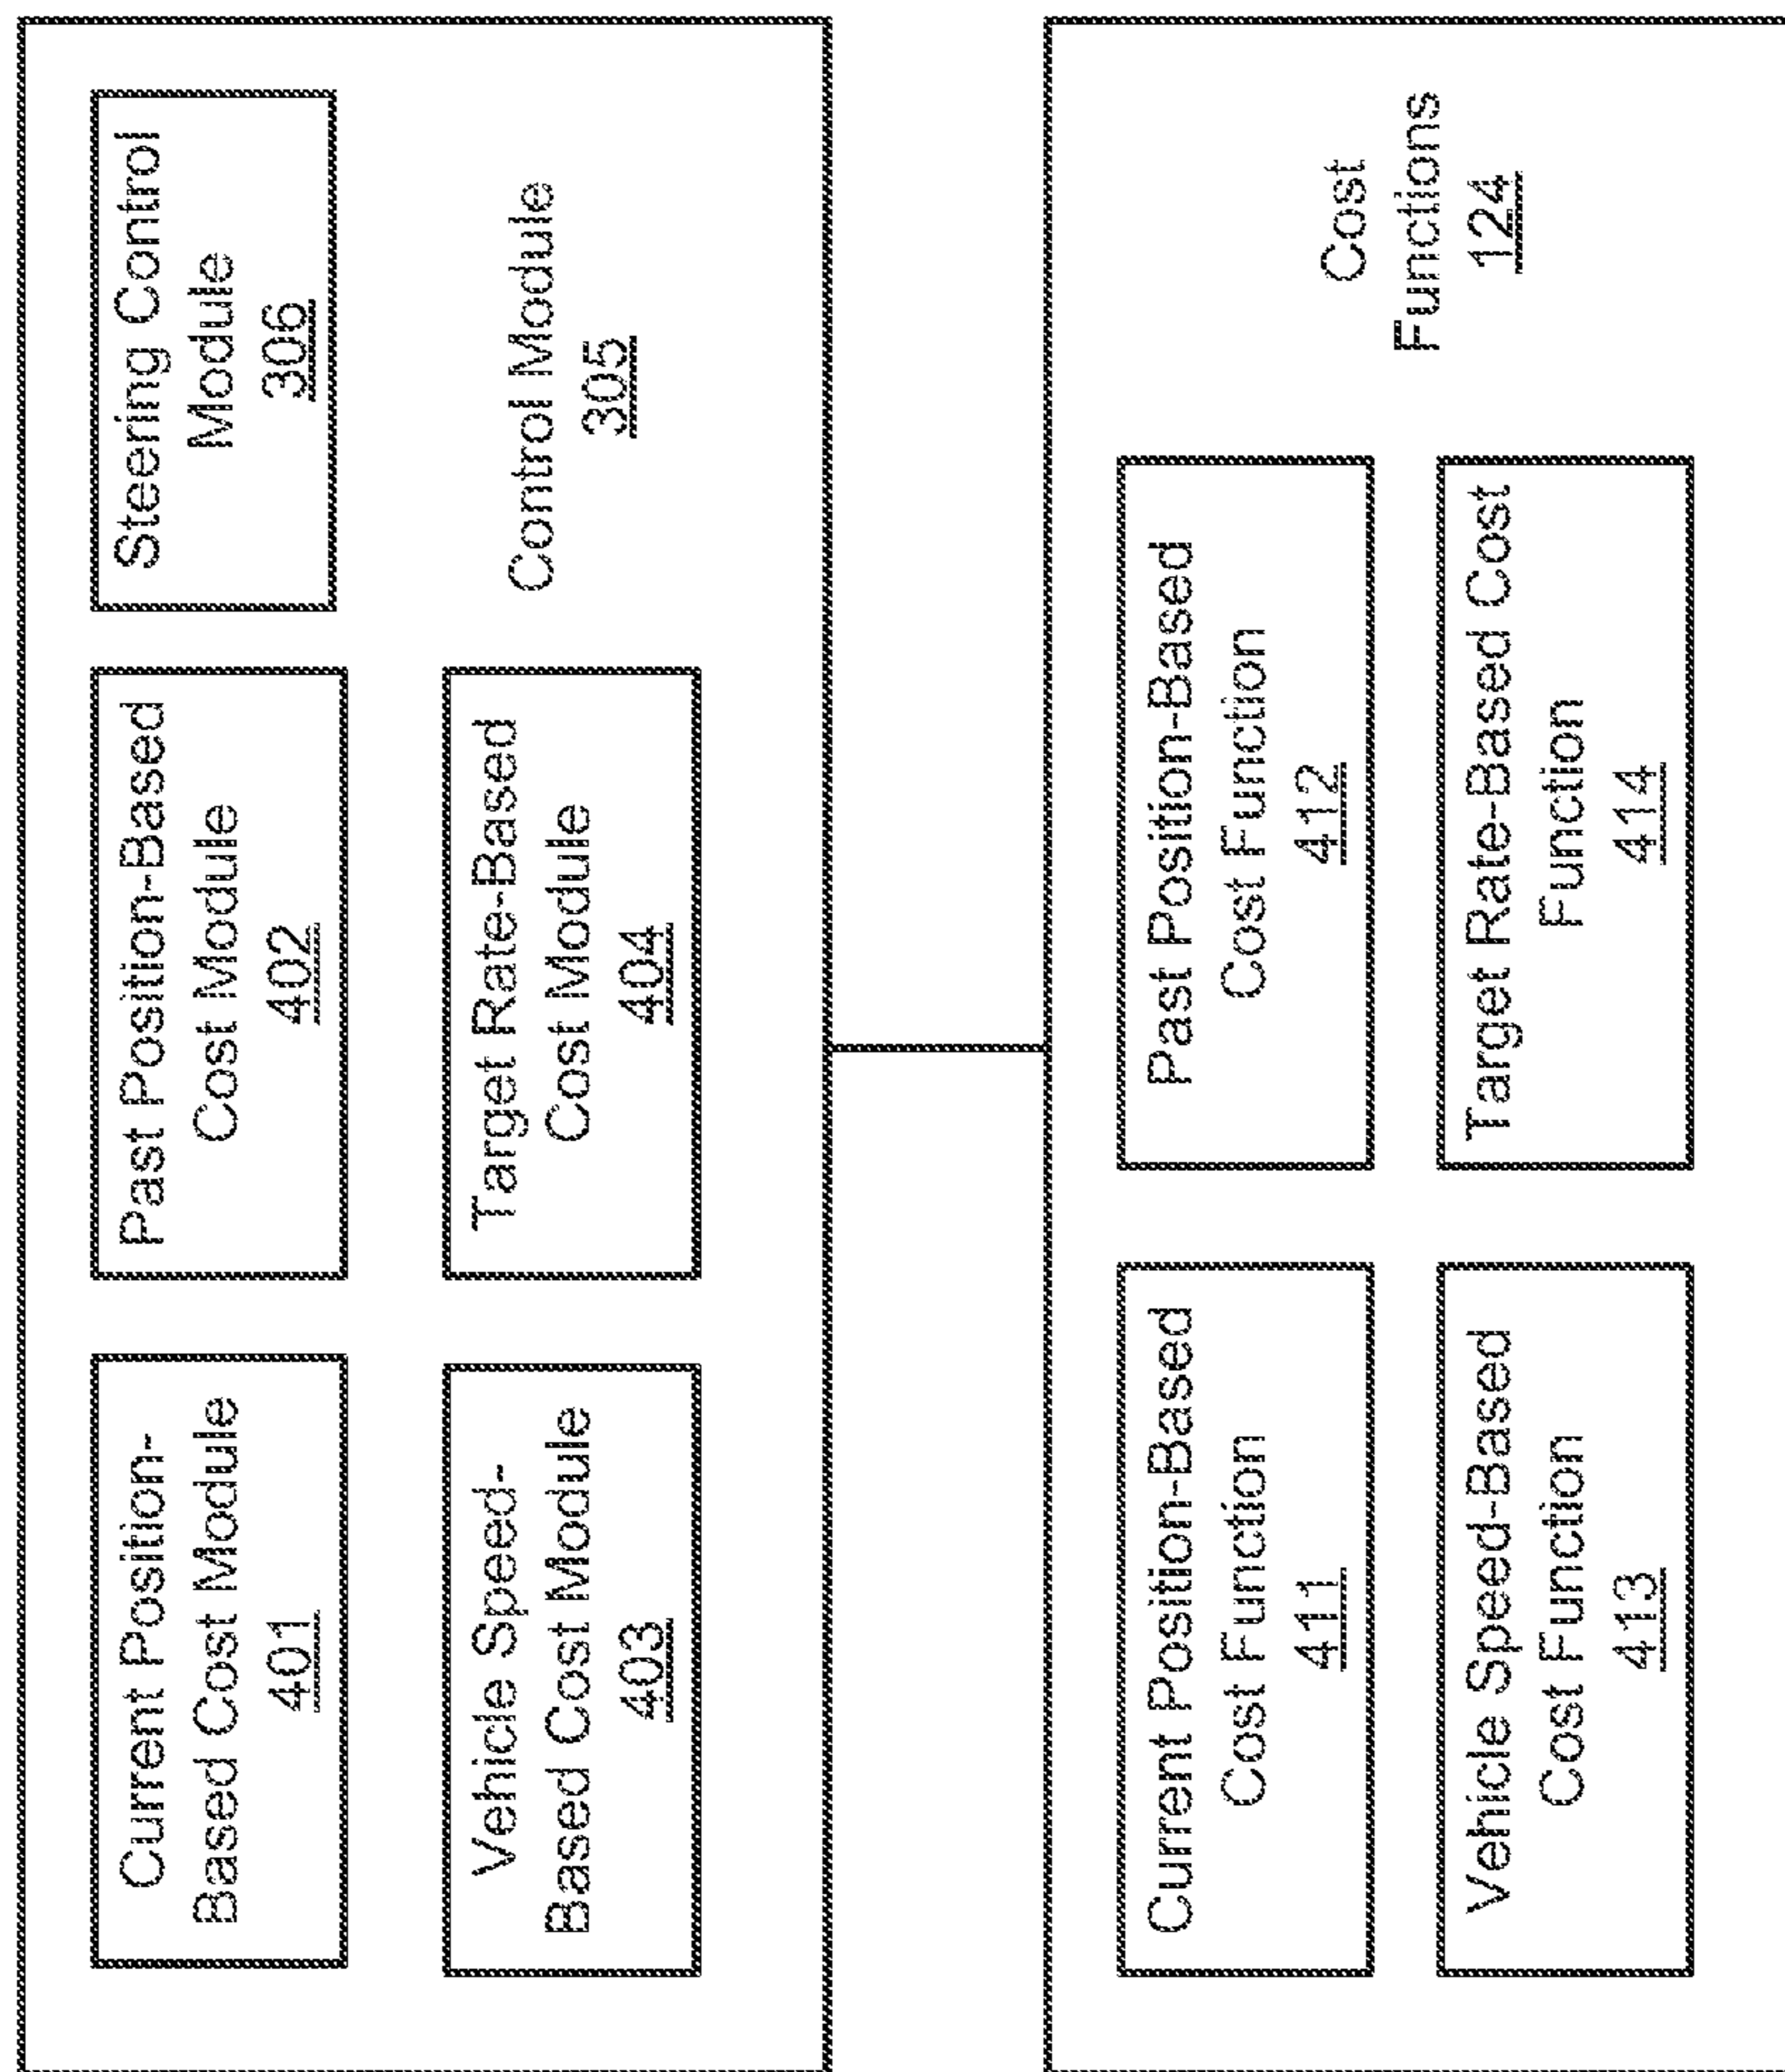 Current Position-
Based Cost Module
401
Past Position-Based
Cost Module
402
Steering Control
Module
306
Vehicle Speed-
Based Cost Module
403
Target Rate-Based
Cost Module
404
Control Module
305
Current Position-Based
Cost Function
411
Past Position-Based
Cost Function
412
Cost
Functions
124
Vehicle Speed-Based
Cost Function
413
Target Rate-Based Cost
Function
414